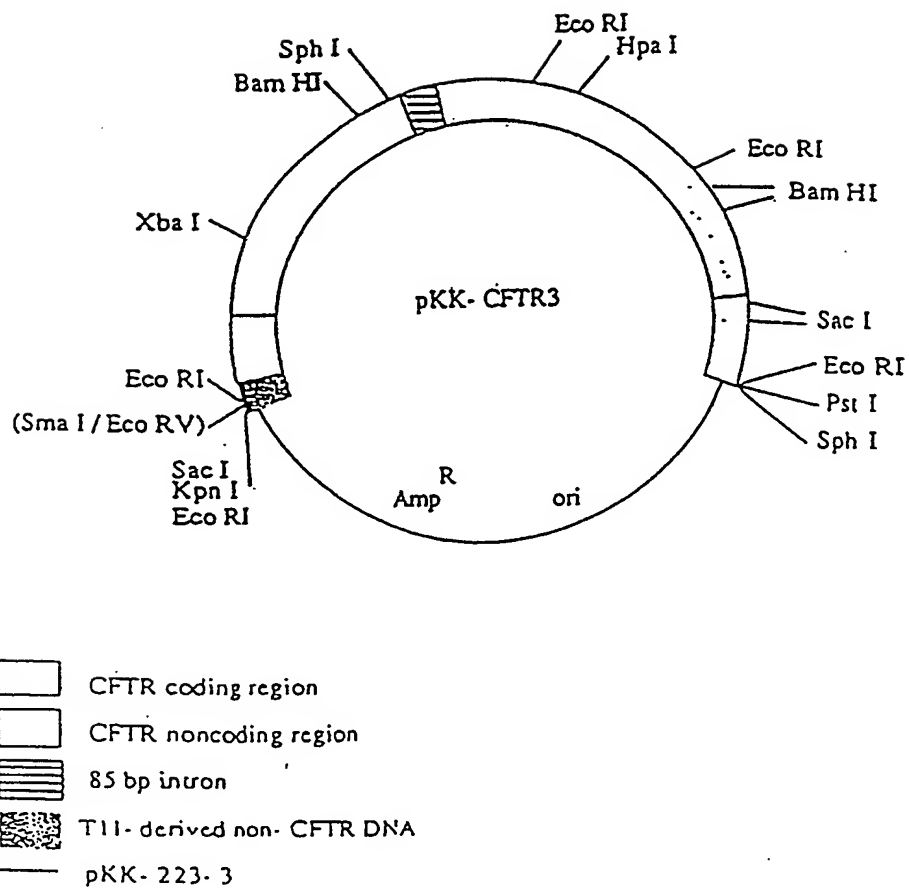 Eco RI
Hpa I
Sph I
Bam HI
Eco RI
Bam HI
Xba I
pKK- CFTR3
Sac I
Eco RI
Pst I
Sph I
Eco RI
(Sma I / Eco RV)
Sac I
Kpn I
Eco RI
Amp R
ori
CFTR coding region
CFTR noncoding region
85 bp intron
T11- derived non- CFTR DNA
pKK- 223- 3